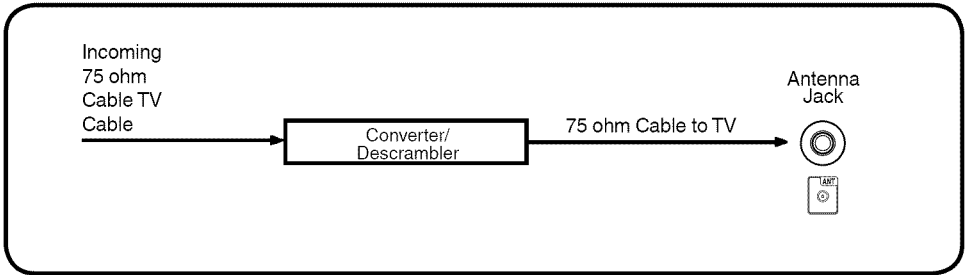 Incoming
75 ohm
Cable TV
Cable
Converter/
Descrambler
75 ohm Cable to TV
Antenna
Jack
ANT